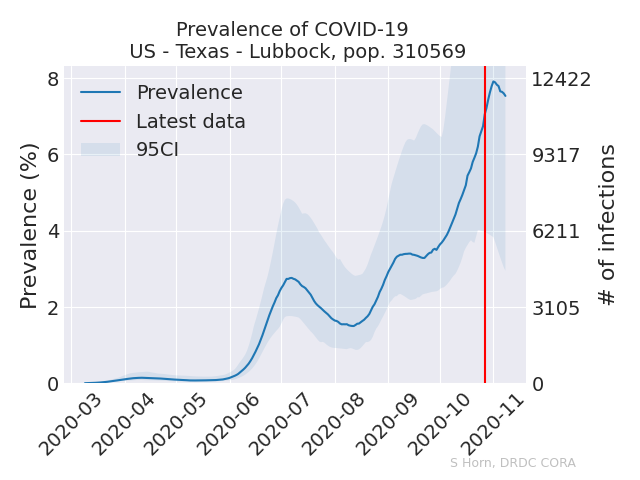 Prevalence of COVID-19
US - Texas - Lubbock, pop. 310569
Prevalence
Latest data
95CI
Prevalence (%)
8
6
4
2
0
12422
9317
6211
3105
0
# of infections
2020-03
2020-04
2020-05
2020-06
2020-07
2020-08
2020-09
2020-10
2020-11
S Horn, DRDC CORA